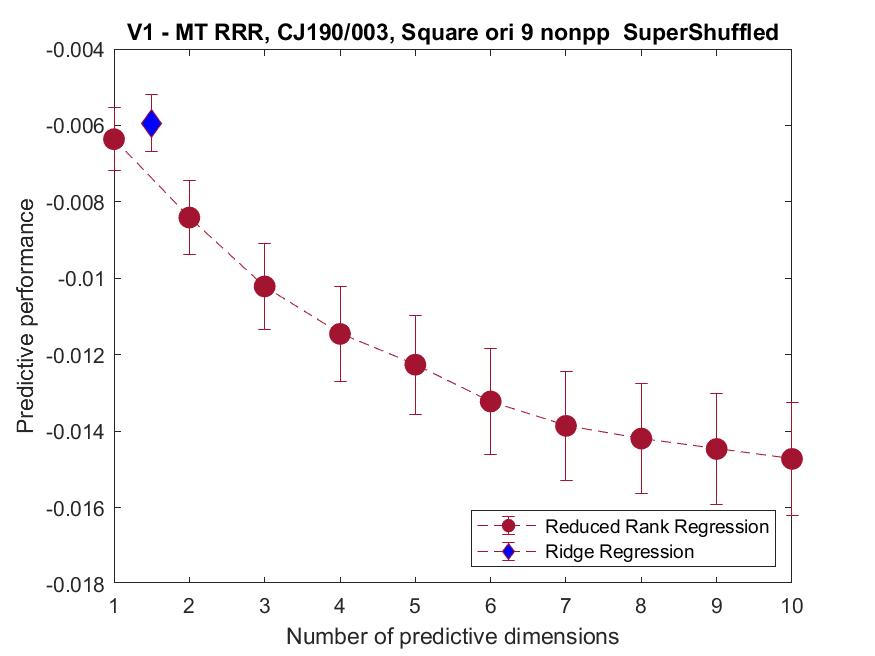 V1 - MT RRR, CJ190/003, Square ori 9 nonpp  SuperShuffled
-0.004
-0.006
-0.008
-0.01
-0.012
-0.014
-0.016
-0.018
Predictive performance
Reduced Rank Regression
Ridge Regression
1 2 3 4 5 6 7 8 9 10
Number of predictive dimensions